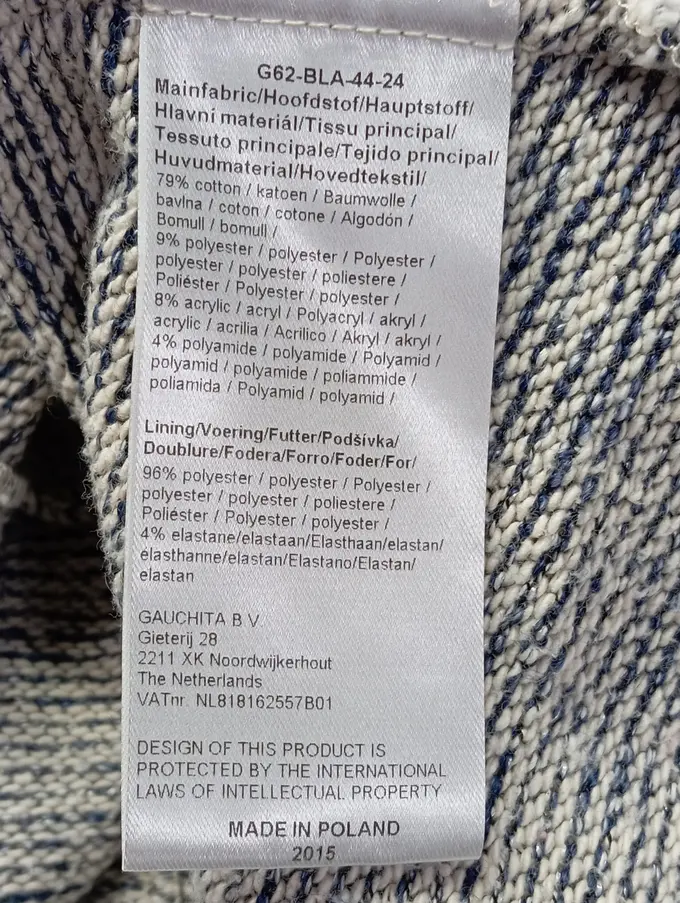 G62-BLA-44-24
Mainfabric/Hoofdstof/Hauptstoff/
Hlavní materiál/Tissu principal/
Tessuto principale/Tejido principal/
Huvudmaterial/Hovedtekstil/
79% cotton / katoen / Baumwolle /
bavlna / coton / cotone / Algodón /
Bomull / bomull /
9% polyester / polyester / Polyester /
polyester / polyester / poliestere /
Poliéster / Polyester / polyester /
8% acrylic / acryl / Polyacryl / akryl /
acrylic / acrilia / Acrilico / Akryl / akryl /
4% polyamide / polyamide / Polyamid /
polyamid / polyamide / poliammide /
poliamida / Polyamid / polyamid /
Lining/Voering/Futter/Podšívka/
Doublure/Fodera/Forro/Foder/For/
96% polyester / polyester / Polyester /
polyester / polyester / poliestere /
Poliéster / Polyester / polyester /
4% elastane/elastaan/Elasthaan/elastan/
elasthanne/elastan/Elastano/Elastan/
elastan
GAUCHITA B V
Gieterij 28
2211 XK Noordwijkerhout
The Netherlands
VATnr. NL818162557B01
DESIGN OF THIS PRODUCT IS
PROTECTED BY THE INTERNATIONAL
LAWS OF INTELLECTUAL PROPERTY
MADE IN POLAND
2015